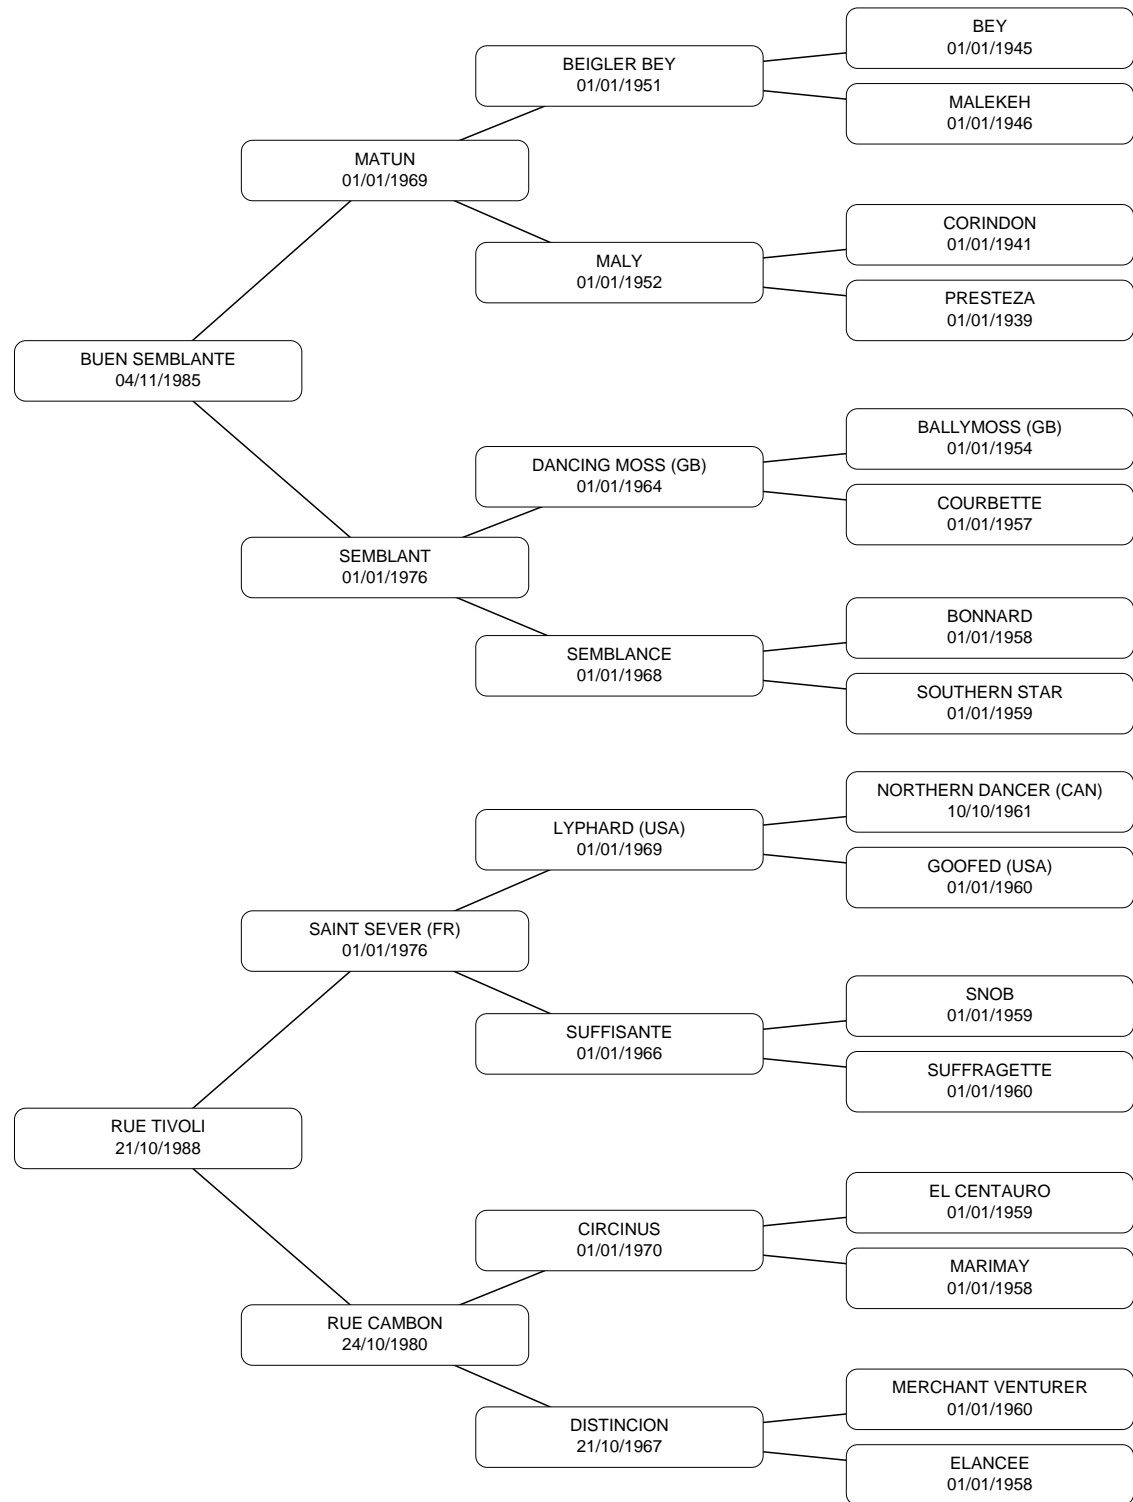 BEY
01/01/1945
BEIGLER BEY
01/01/1951
MALEKEH
01/01/1946
MATUN
01/01/1969
CORINDON
01/01/1941
MALY
01/01/1952
PRESTEZA
01/01/1939
BUEN SEMBLANTE
04/11/1985
BALLYMOSS (GB)
01/01/1954
DANCING MOSS (GB)
01/01/1964
COURBETTE
01/01/1957
SEMBLANT
01/01/1976
BONNARD
01/01/1958
SEMBLANCE
01/01/1968
SOUTHERN STAR
01/01/1959
NORTHERN DANCER (CAN)
10/10/1961
LYPHARD (USA)
01/01/1969
GOOFED (USA)
01/01/1960
SAINT SEVER (FR)
01/01/1976
SNOB
01/01/1959
SUFFISANTE
01/01/1966
SUFFRAGETTE
01/01/1960
RUE TIVOLI
21/10/1988
EL CENTAURO
01/01/1959
CIRCINUS
01/01/1970
MARIMAY
01/01/1958
RUE CAMBON
24/10/1980
MERCHANT VENTURER
01/01/1960
DISTINCION
21/10/1967
ELANCEE
01/01/1958